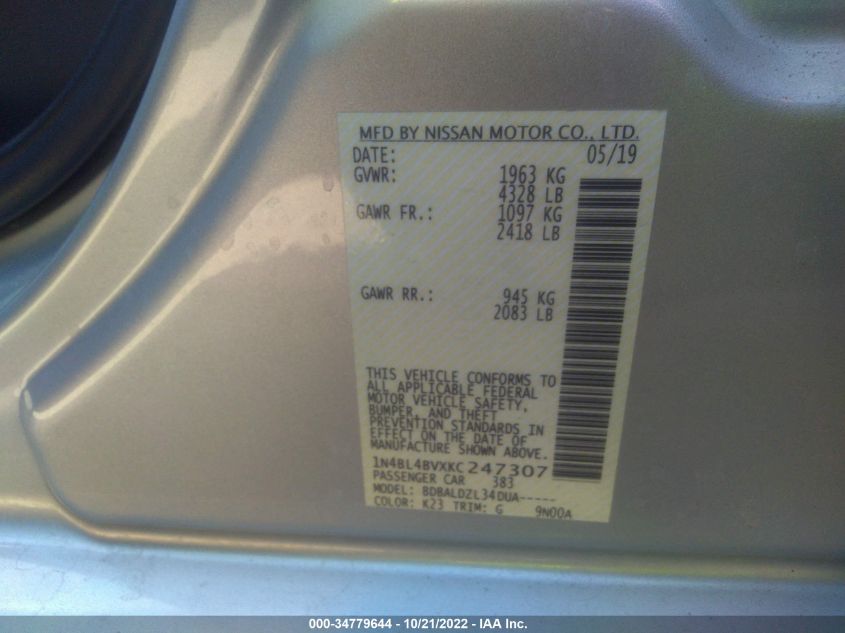 MFD BY NISSAN MOTOR CO., LTD.
DATE: 05/19
GVWR: 1963 KG
4328 LB
GAWR FR.: 1097 KG
2418 LB
GAWR RR.: 945 KG
2083 LB
THIS VEHICLE CONFORMS TO
ALL APPLICABLE FEDERAL
MOTOR VEHICLE SAFETY,
BUMPER, AND THEFT
PREVENTION STANDARDS IN
EFFECT ON THE DATE OF
MANUFACTURE SHOWN ABOVE.
1N4BL4BVXKC247307
PASSENGER CAR 383
MODEL: BDBALDZL34DUA-----
COLOR: K23 TRIM: G 9N00A
000-34779644 / 10/21/2022 - IAA Inc.